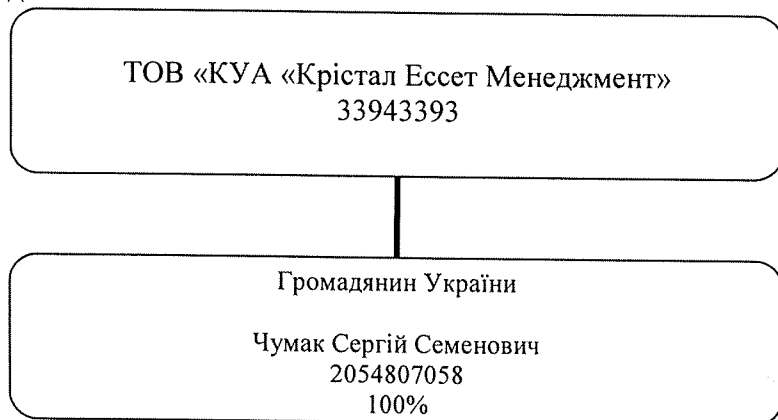 ТОВ «КУА «Крістал Ессет Менеджмент»
33943393
Громадянин України
Чумак Сергій Семенович
2054807058
100%